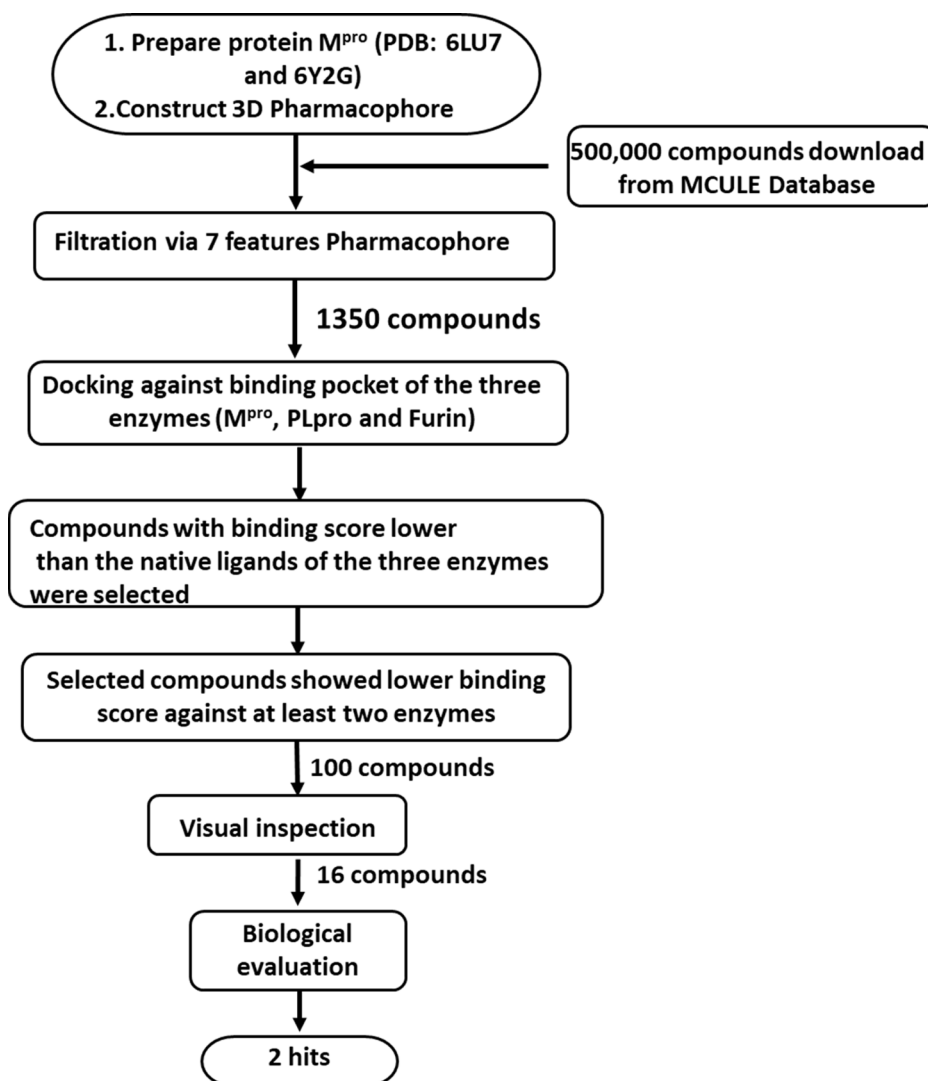 1. Prepare protein Mᵖʳᵒ (PDB: 6LU7
and 6Y2G)
2.Construct 3D Pharmacophore
500,000 compounds download
from MCULE Database
Filtration via 7 features Pharmacophore
1350 compounds
Docking against binding pocket of the three
enzymes (Mᵖʳᵒ, PLpro and Furin)
Compounds with binding score lower
than the native ligands of the three enzymes
were selected
Selected compounds showed lower binding
score against at least two enzymes
100 compounds
Visual inspection
16 compounds
Biological
evaluation
2 hits